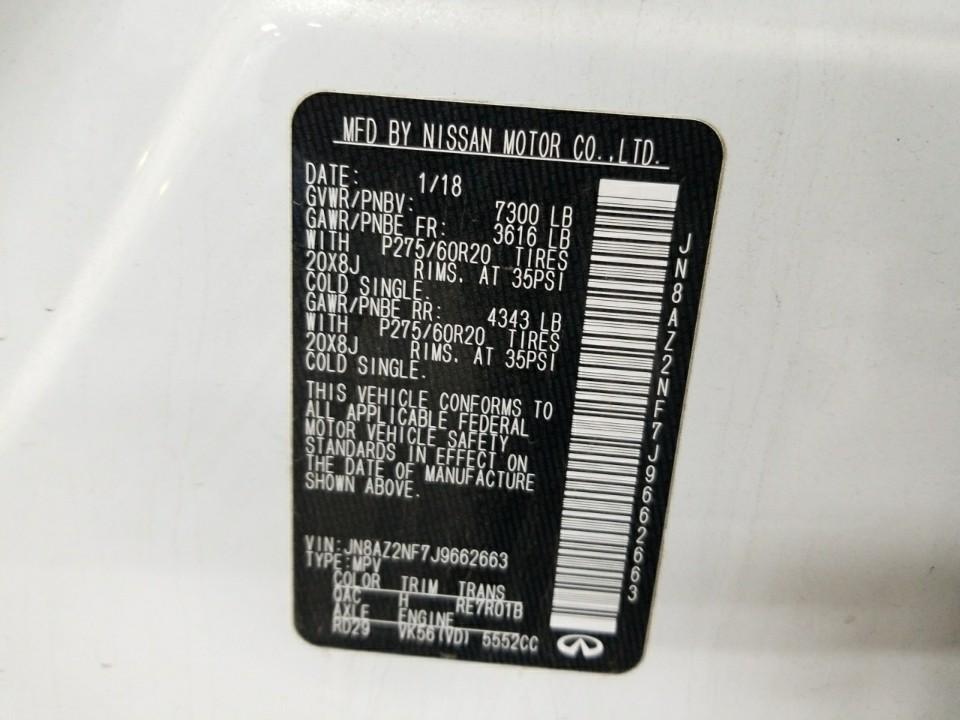 MFD BY NISSAN MOTOR CO.,LTD.
DATE: 1/18
GVWR/PNBV: 7300 LB
GAWR/PNBE FR: 3616 LB
WITH P275/60R20 TIRES
20X8J RIMS. AT 35PSI
COLD SINGLE.
GAWR/PNBE RR: 4343 LB
WITH P275/60R20 TIRES
20X8J RIMS. AT 35PSI
COLD SINGLE.
THIS VEHICLE CONFORMS TO
ALL APPLICABLE FEDERAL
MOTOR VEHICLE SAFETY
STANDARDS IN EFFECT ON
THE DATE OF MANUFACTURE
SHOWN ABOVE.
VIN:JN8AZ2NF7J9662663
TYPE:MPV
COLOR TRIM TRANS
QAC H RE7R01B
AXLE ENGINE
RD29 VK56(VD) 5552CC
JN8AZ2NF7J9662663